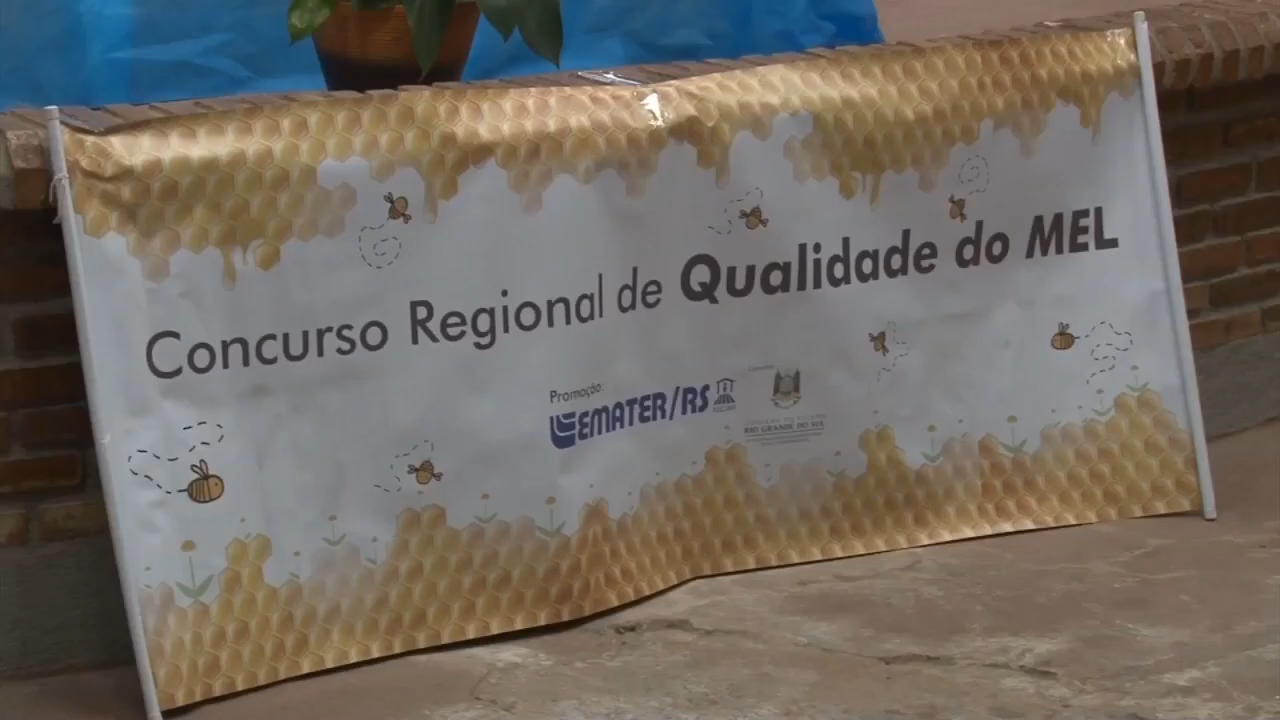 Concurso Regional de Qualidade do MEL
Promoção:
EMATER/RS
RIO GRANDE DO SUL